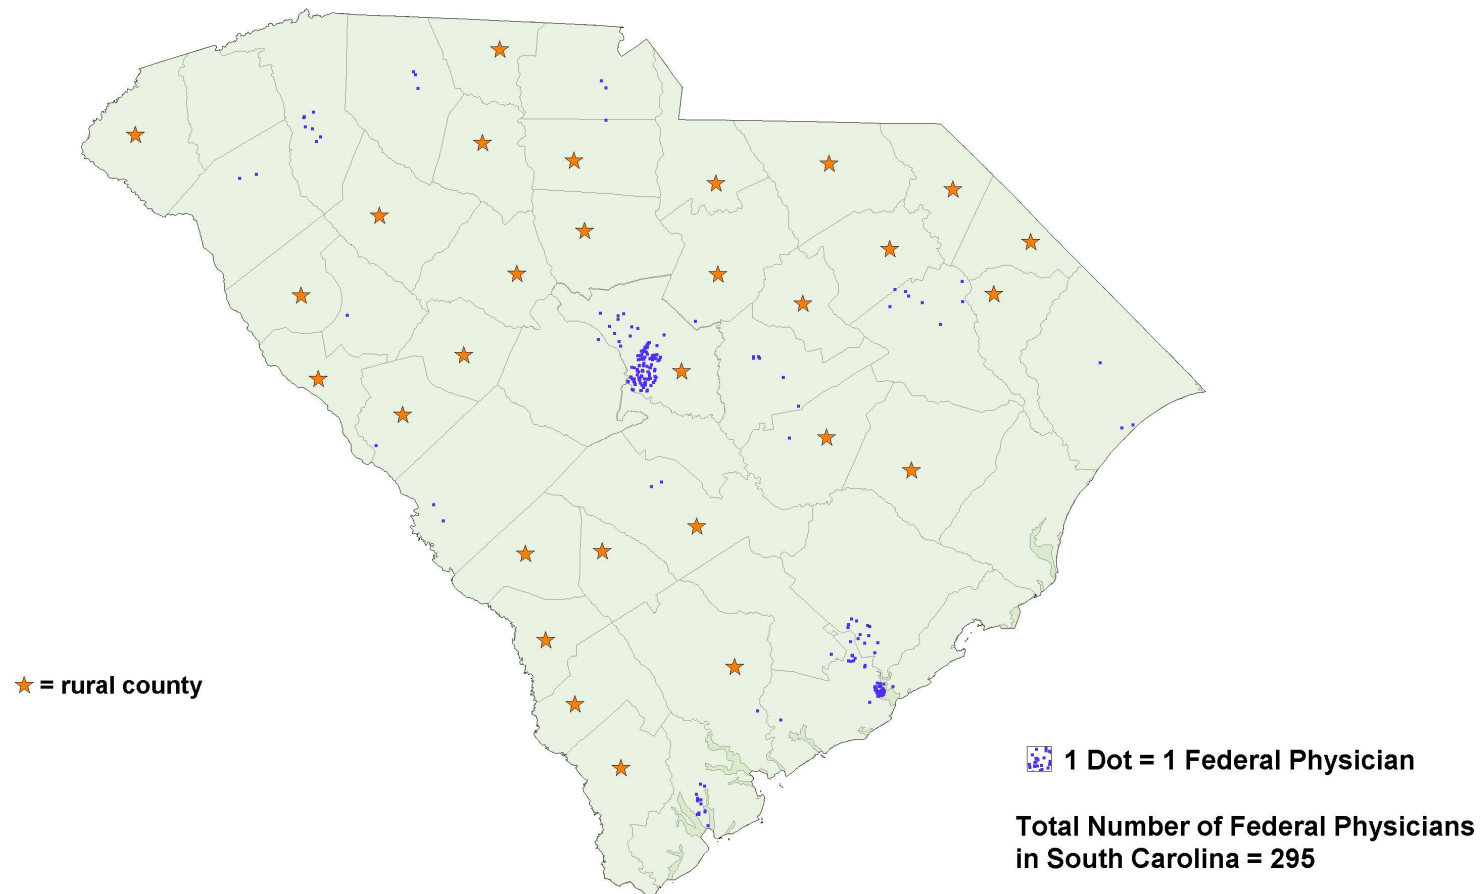 = rural county
1 Dot = 1 Federal Physician
Total Number of Federal Physicians
in South Carolina = 295